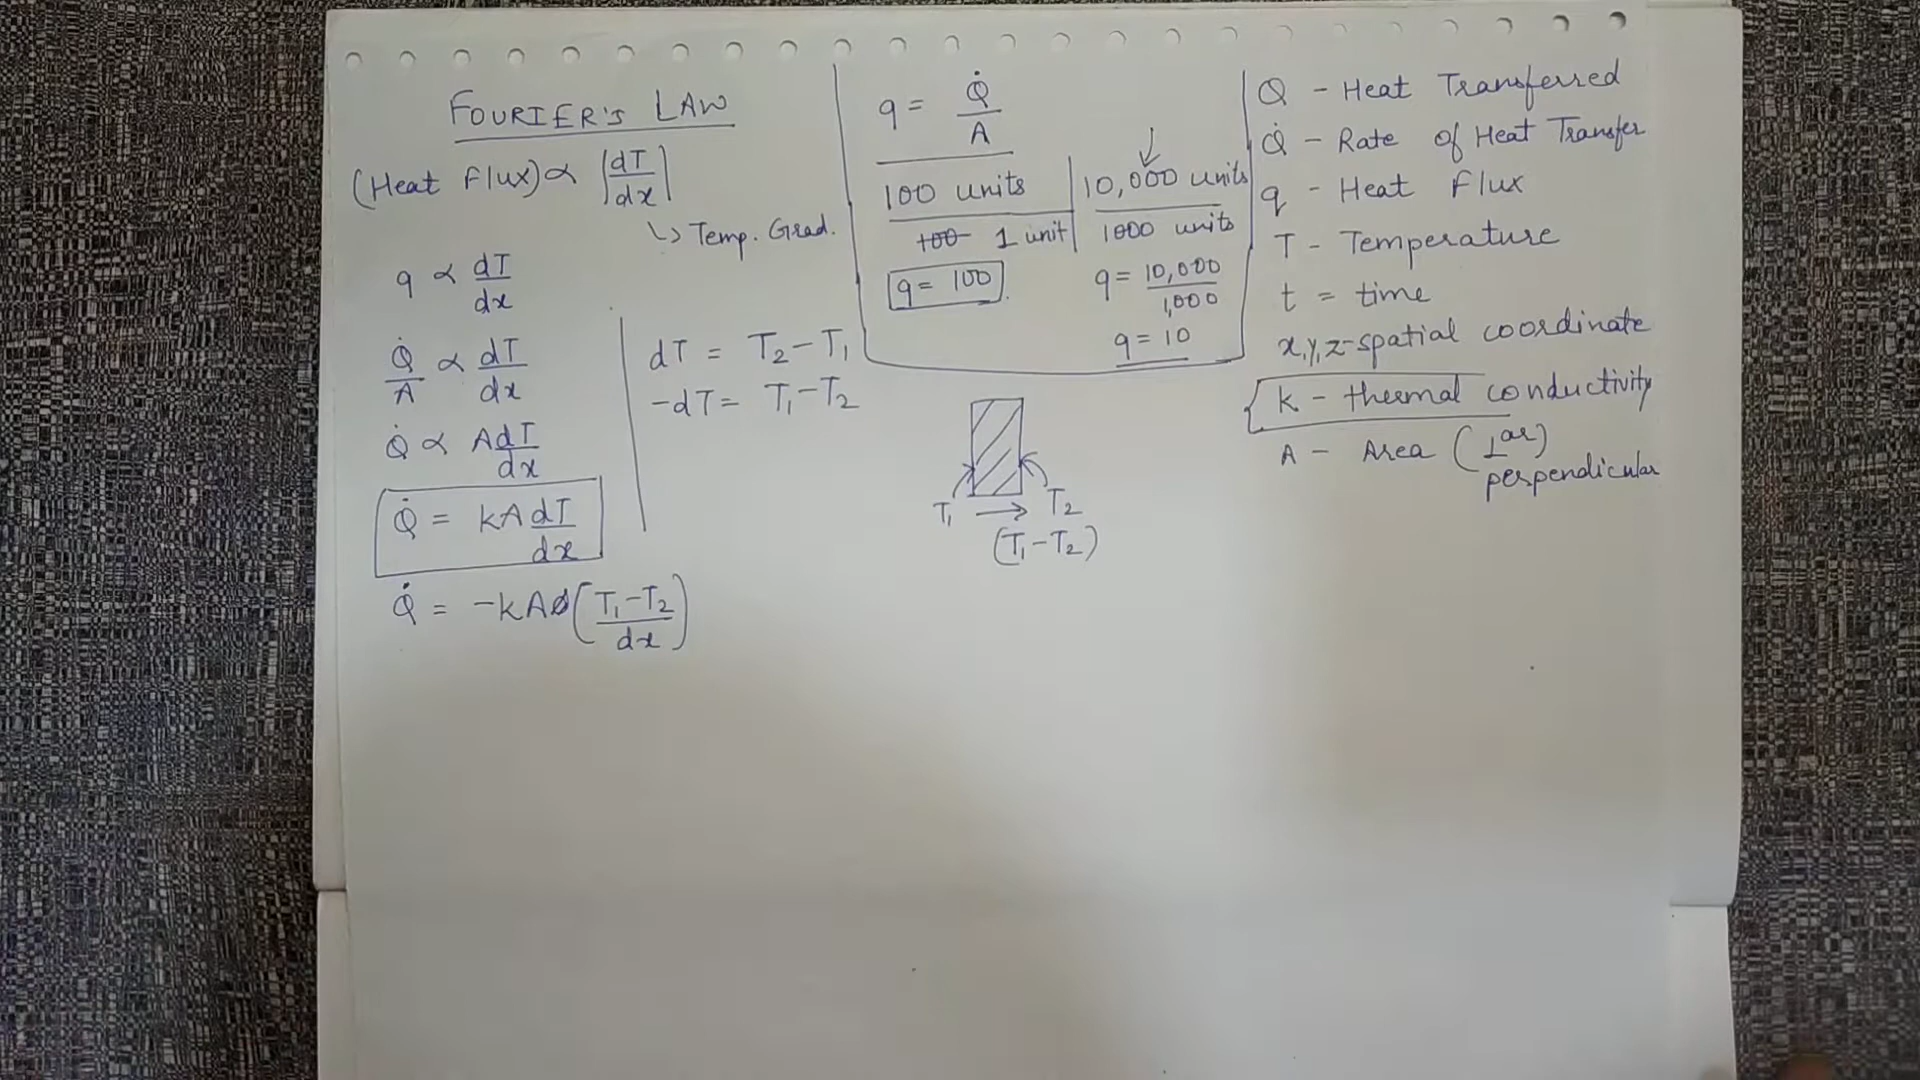 FOURIER'S LAW
(Heat Flux) ∝ |dT/dx|
↳ Temp. Grad.
q ∝ dT/dx
Q̇/A ∝ dT/dx
Q̇ ∝ A dT/dx
Q̇ = kA dT/dx
Q̇ = -kA (T₁-T₂/dx)
dT = T₂-T₁
-dT = T₁-T₂
q = Q̇/A
100 units
100 1 unit
q = 100
10,000 units
1000 units
q = 10,000/1,000
q = 10
T₁ → T₂
(T₁-T₂)
Q - Heat Transferred
Q̇ - Rate of Heat Transfer
q - Heat Flux
T - Temperature
t = time
x,y,z-spatial coordinate
k - thermal conductivity
A - Area (⊥ar)
perpendicular